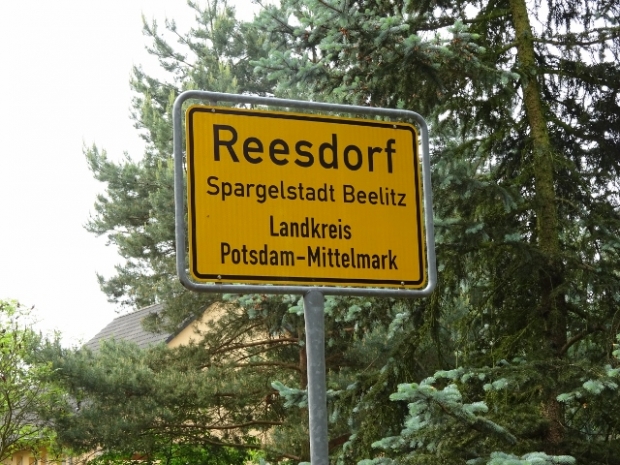 Reesdorf
Spargelstadt Beelitz
Landkreis
Potsdam-Mittelmark